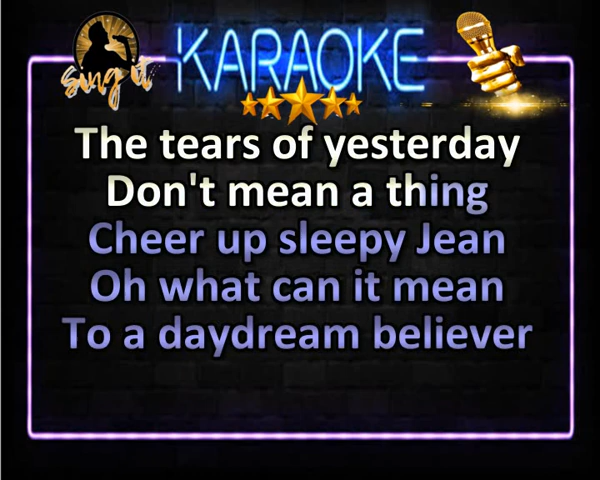 Sing it
KARAOKE
The tears of yesterday
Don't mean a thing
Cheer up sleepy Jean
Oh what can it mean
To a daydream believer